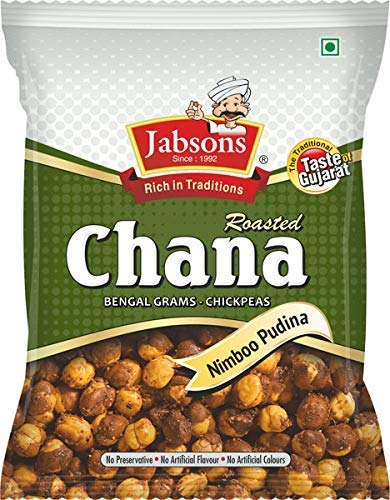 Jabsons
Since : 1992
®
Rich in Traditions
The Traditional
Taste of
Gujarat
Roasted
Chana
BENGAL GRAMS - CHICKPEAS
Nimboo Pudina
No Preservative • No Artificial Flavour • No Artificial Colours